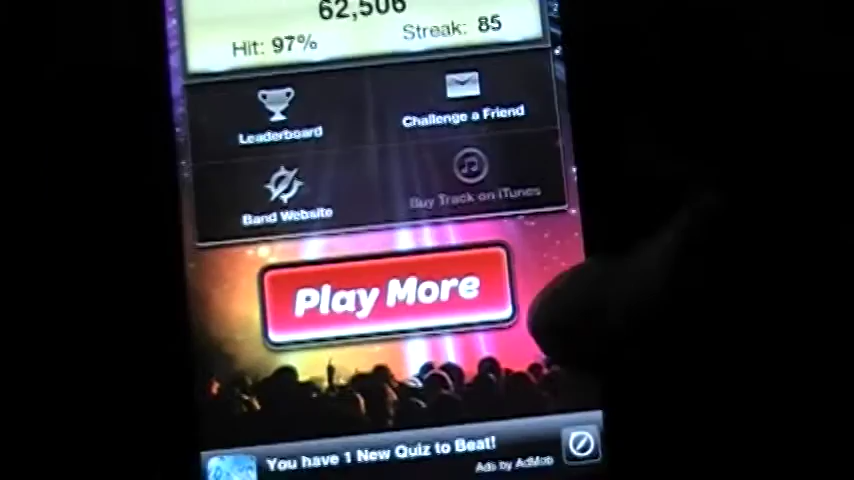 62,506
Hit: 97%
Streak: 85
Leaderboard
Challenge a Friend
Band Website
Buy Track on iTunes
Play More
You have 1 New Quiz to Beat!
Ads by AdMob